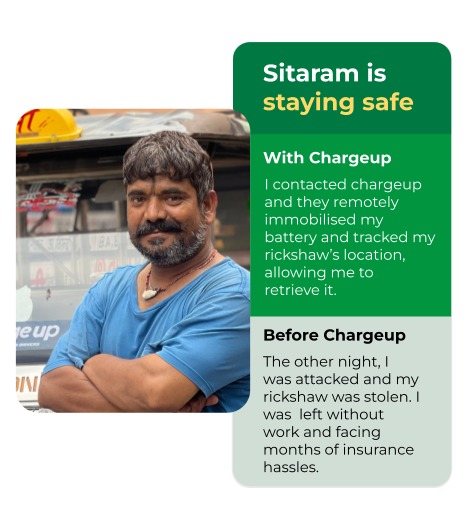 Sitaram is
staying safe
With Chargeup
I contacted chargeup
and they remotely
immobilised my
battery and tracked my
rickshaw's location,
allowing me to
retrieve it.
Before Chargeup
The other night, I
was attacked and my
rickshaw was stolen. I
was left without
work and facing
months of insurance
hassles.
geup